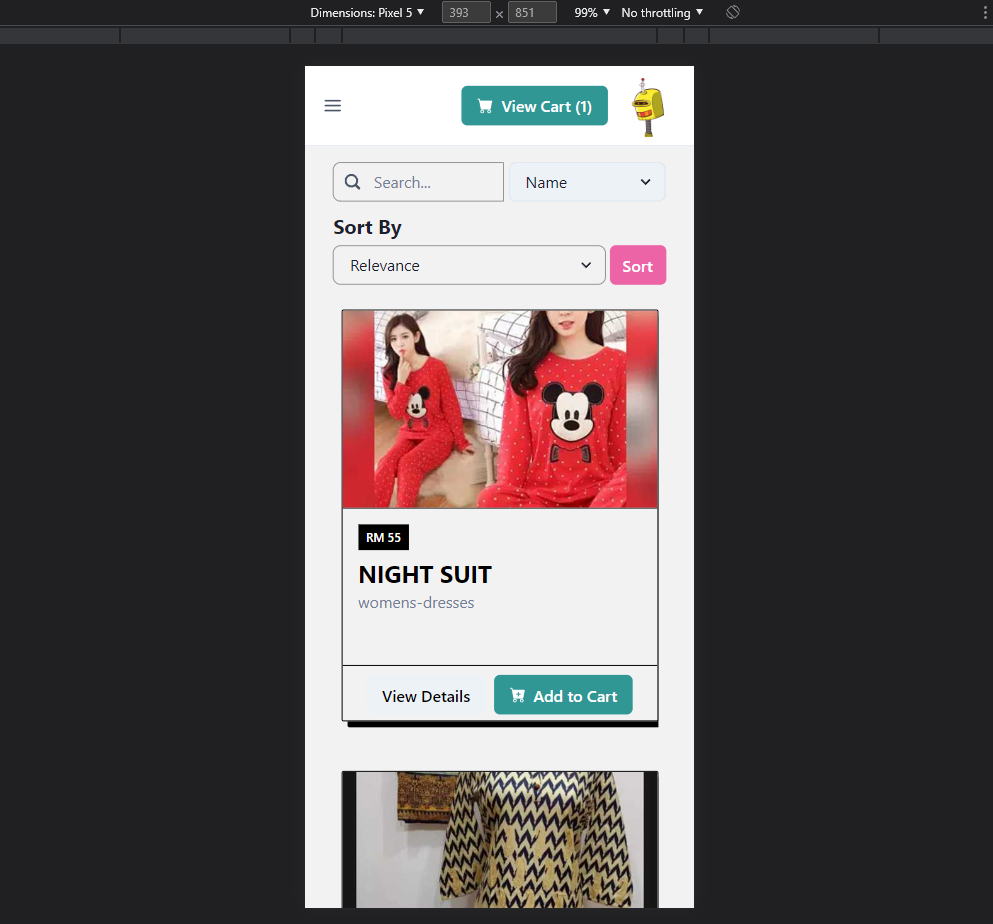 Dimensions: Pixel 5 393 × 851 99% No throttling
View Cart (1)
Search... Name
Sort By
Relevance Sort
RM 55
NIGHT SUIT
womens-dresses
View Details Add to Cart